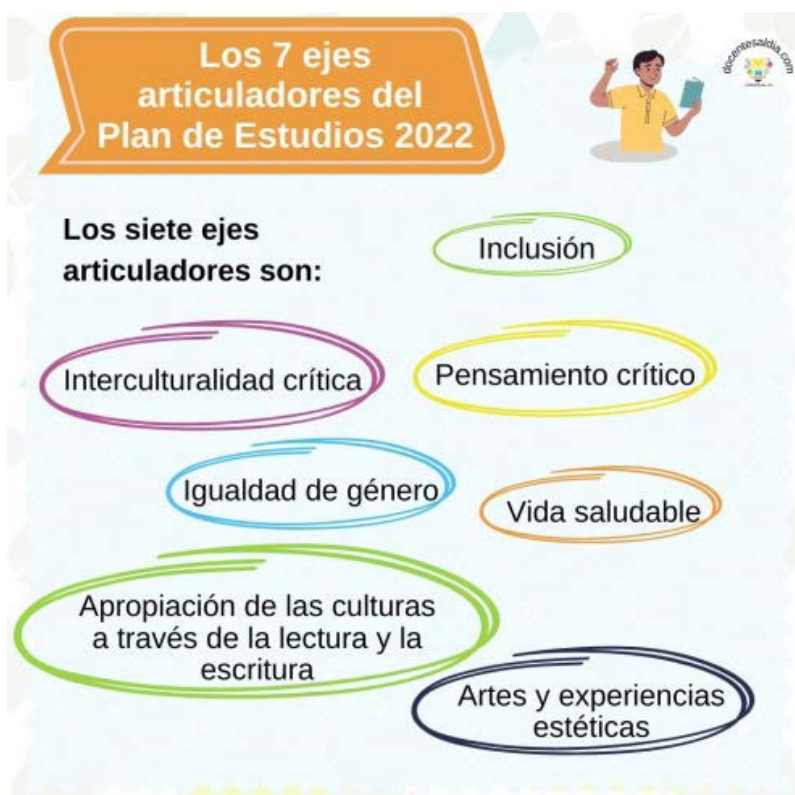 Los 7 ejes
articuladores del
Plan de Estudios 2022
docentesaldia.com
Los siete ejes
articuladores son:
Inclusión
Interculturalidad crítica
Pensamiento crítico
Igualdad de género
Vida saludable
Apropiación de las culturas
a través de la lectura y la
escritura
Artes y experiencias
estéticas